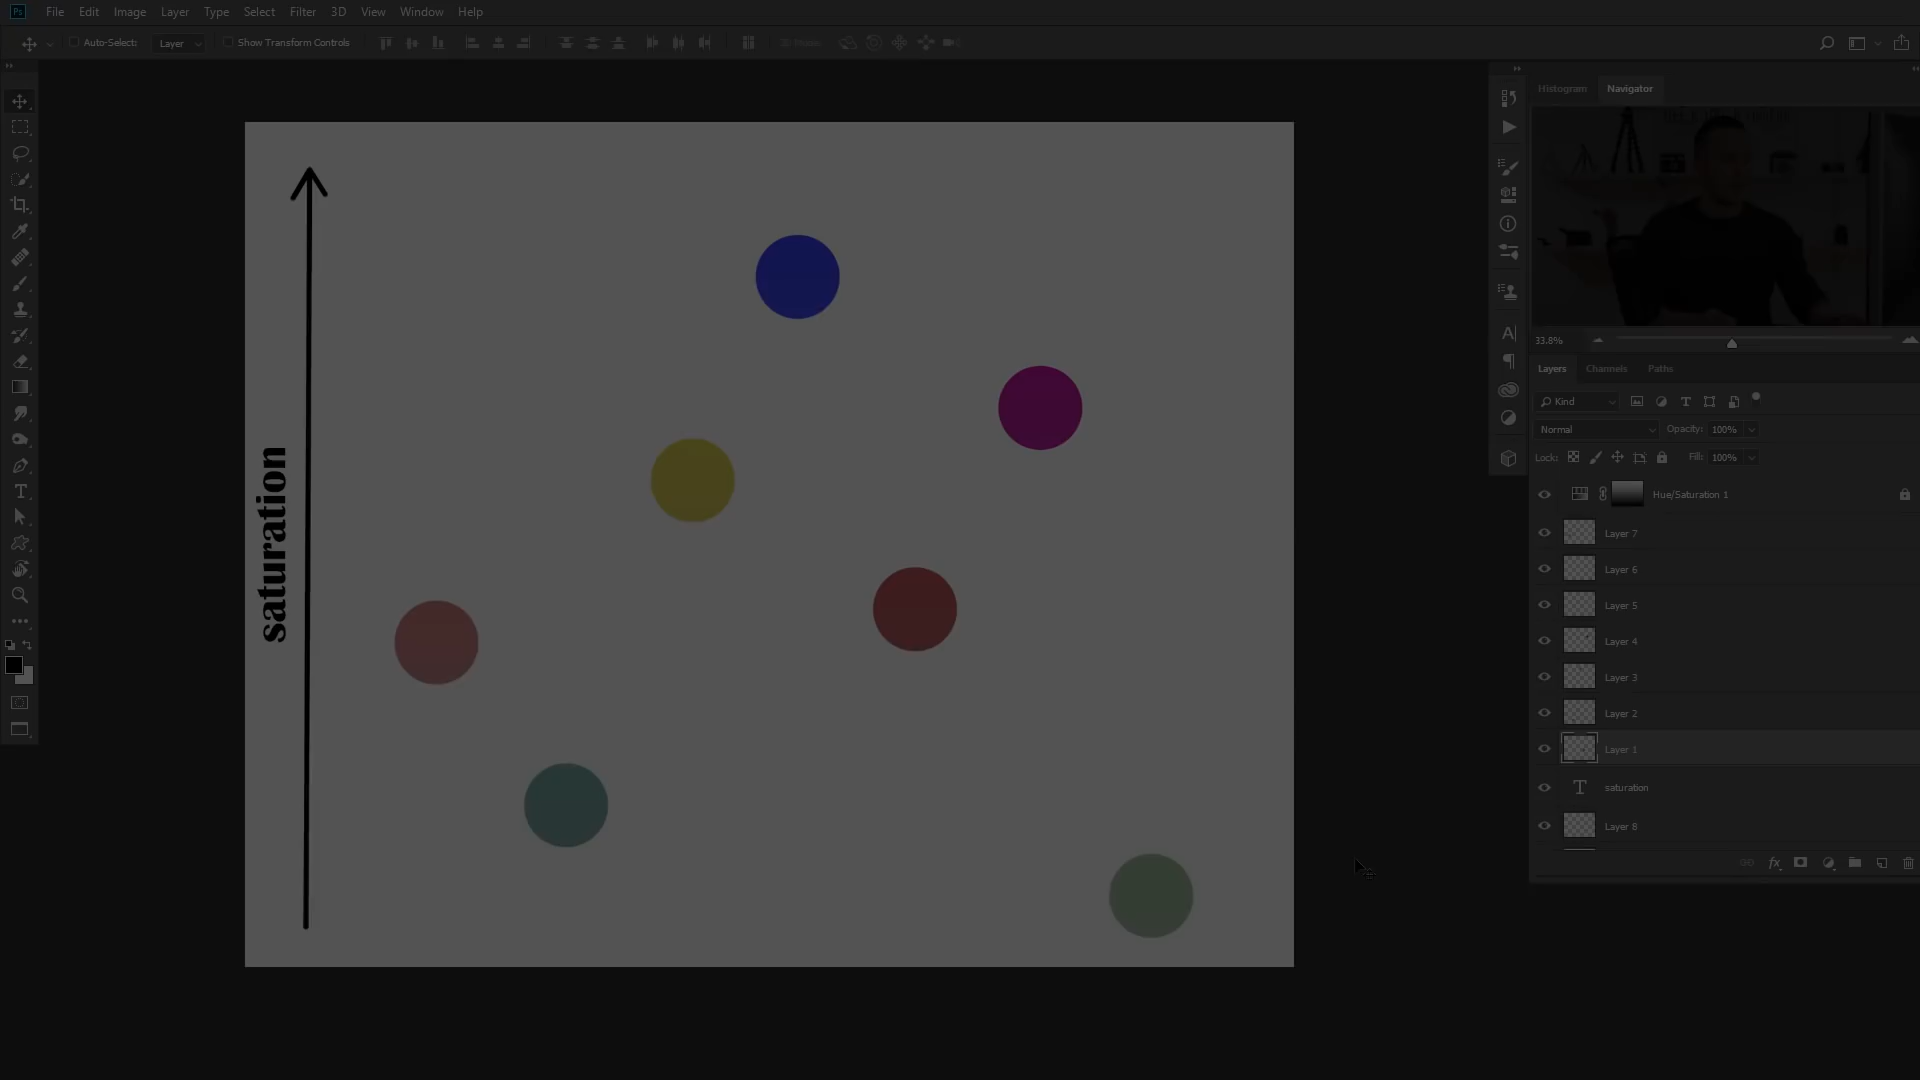 Ps File Edit Image Layer Type Select Filter 3D View Window Help
Auto-Select: Layer Show Transform Controls
Histogram Navigator
33.8%
Layers Channels Paths
Kind
Normal Opacity: 100%
Lock: Fill: 100%
Hue/Saturation 1
Layer 7
Layer 6
Layer 5
Layer 4
Layer 3
Layer 2
Layer 1
saturation
Layer 8
fx
saturation